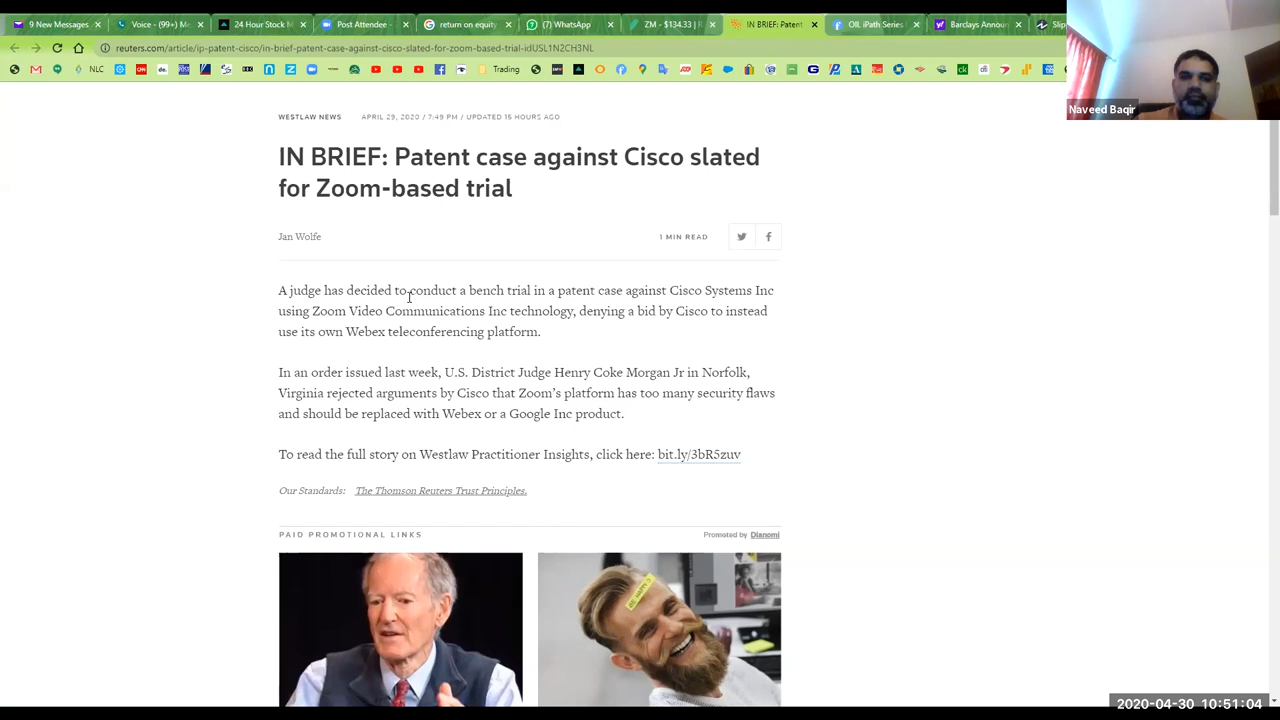 9 New Messages
Voice - (99+) M
24 Hour Stock M
Post Attendee -
return on equity
(7) WhatsApp
ZM - $134.33 | R
IN BRIEF: Patent
OIL iPath Series
Barclays Announ
Slip
reuters.com/article/ip-patent-cisco/in-brief-patent-case-against-cisco-slated-for-zoom-based-trial-idUSL1N2CH3NL
NLC
Trading
Naveed Baqir
WESTLAW NEWS APRIL 29, 2020 / 7:49 PM / UPDATED 15 HOURS AGO
IN BRIEF: Patent case against Cisco slated
for Zoom-based trial
Jan Wolfe
1 MIN READ
A judge has decided to conduct a bench trial in a patent case against Cisco Systems Inc
using Zoom Video Communications Inc technology, denying a bid by Cisco to instead
use its own Webex teleconferencing platform.
In an order issued last week, U.S. District Judge Henry Coke Morgan Jr in Norfolk,
Virginia rejected arguments by Cisco that Zoom’s platform has too many security flaws
and should be replaced with Webex or a Google Inc product.
To read the full story on Westlaw Practitioner Insights, click here: bit.ly/3bR5zuv
Our Standards: The Thomson Reuters Trust Principles.
PAID PROMOTIONAL LINKS
Promoted by Dianomi
BE HAPPY :)
2020-04-30 10:51:04